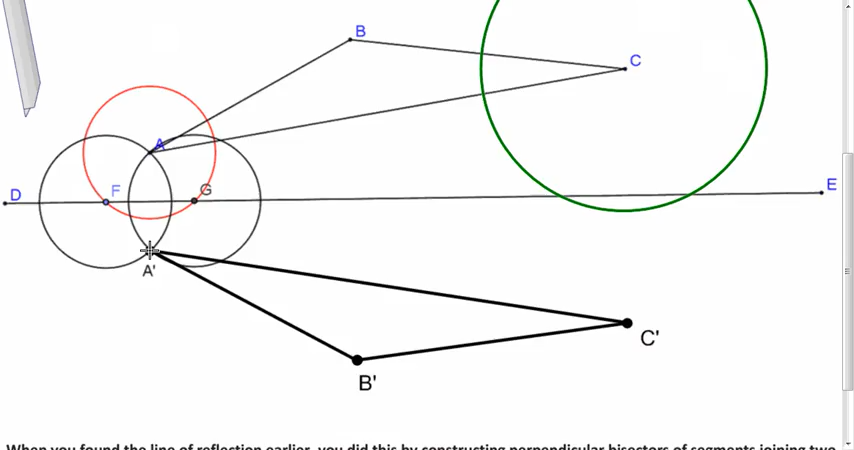 B
C
A
D
F
G
E
A'
C'
B'
When you found the line of reflection earlier, you did this by constructing perpendicular bisectors of segments joining two